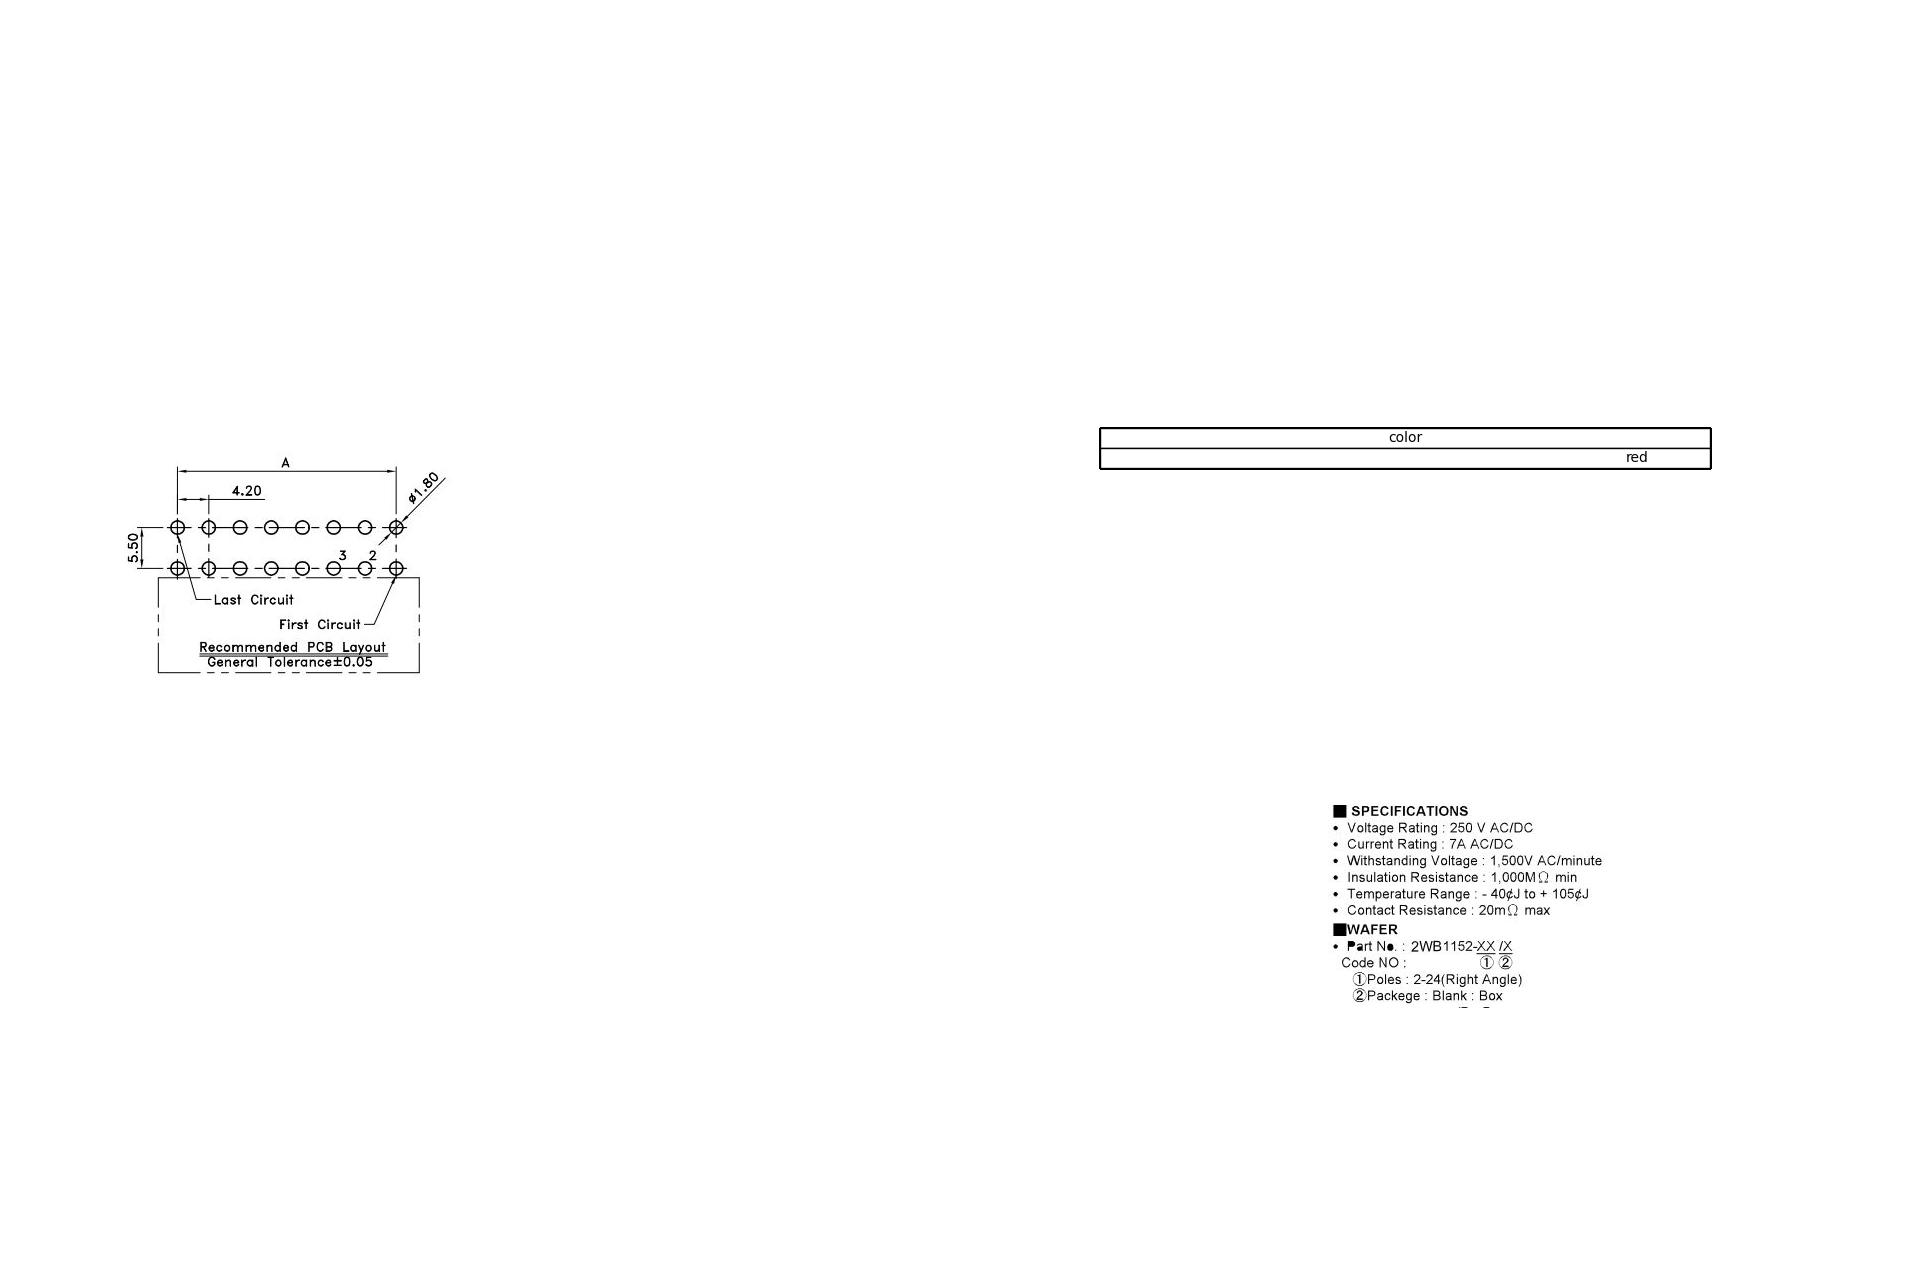 color
red
A
4.20
ø1.80
5.50
3 2
Last Circuit
First Circuit
Recommended PCB Layout
General Tolerance±0.05
■ SPECIFICATIONS
• Voltage Rating : 250 V AC/DC
• Current Rating : 7A AC/DC
• Withstanding Voltage : 1,500V AC/minute
• Insulation Resistance : 1,000MΩ min
• Temperature Range : - 40¢J to + 105¢J
• Contact Resistance : 20mΩ max
■WAFER
• Part No. : 2WB1152-XX /X
Code NO : ① ②
①Poles : 2-24(Right Angle)
②Packege : Blank : Box